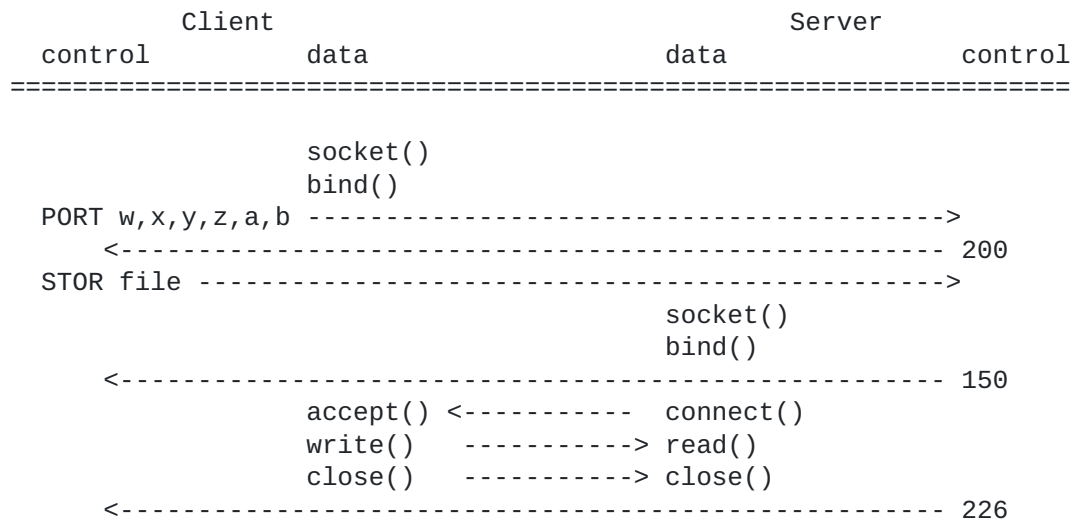 Client                                 Server
control          data                   data               control
====================================================================
                 socket()
                 bind()
PORT w,x,y,z,a,b ----------------------------------------->
    <----------------------------------------------------- 200
STOR file ------------------------------------------------>
                                        socket()
                                        bind()
    <----------------------------------------------------- 150
                 accept() <-----------  connect()
                 write()   -----------> read()
                 close()   -----------> close()
    <----------------------------------------------------- 226